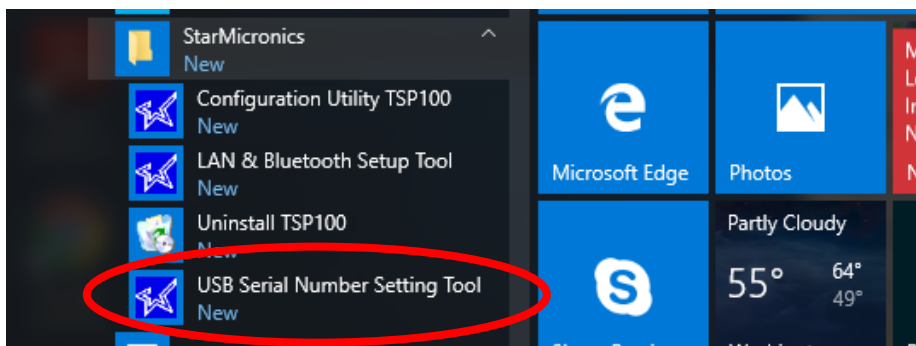 StarMicronics
New
Configuration Utility TSP100
New
LAN & Bluetooth Setup Tool
New
Uninstall TSP100
New
USB Serial Number Setting Tool
New
Microsoft Edge
Photos
Partly Cloudy
55°
64°
49°